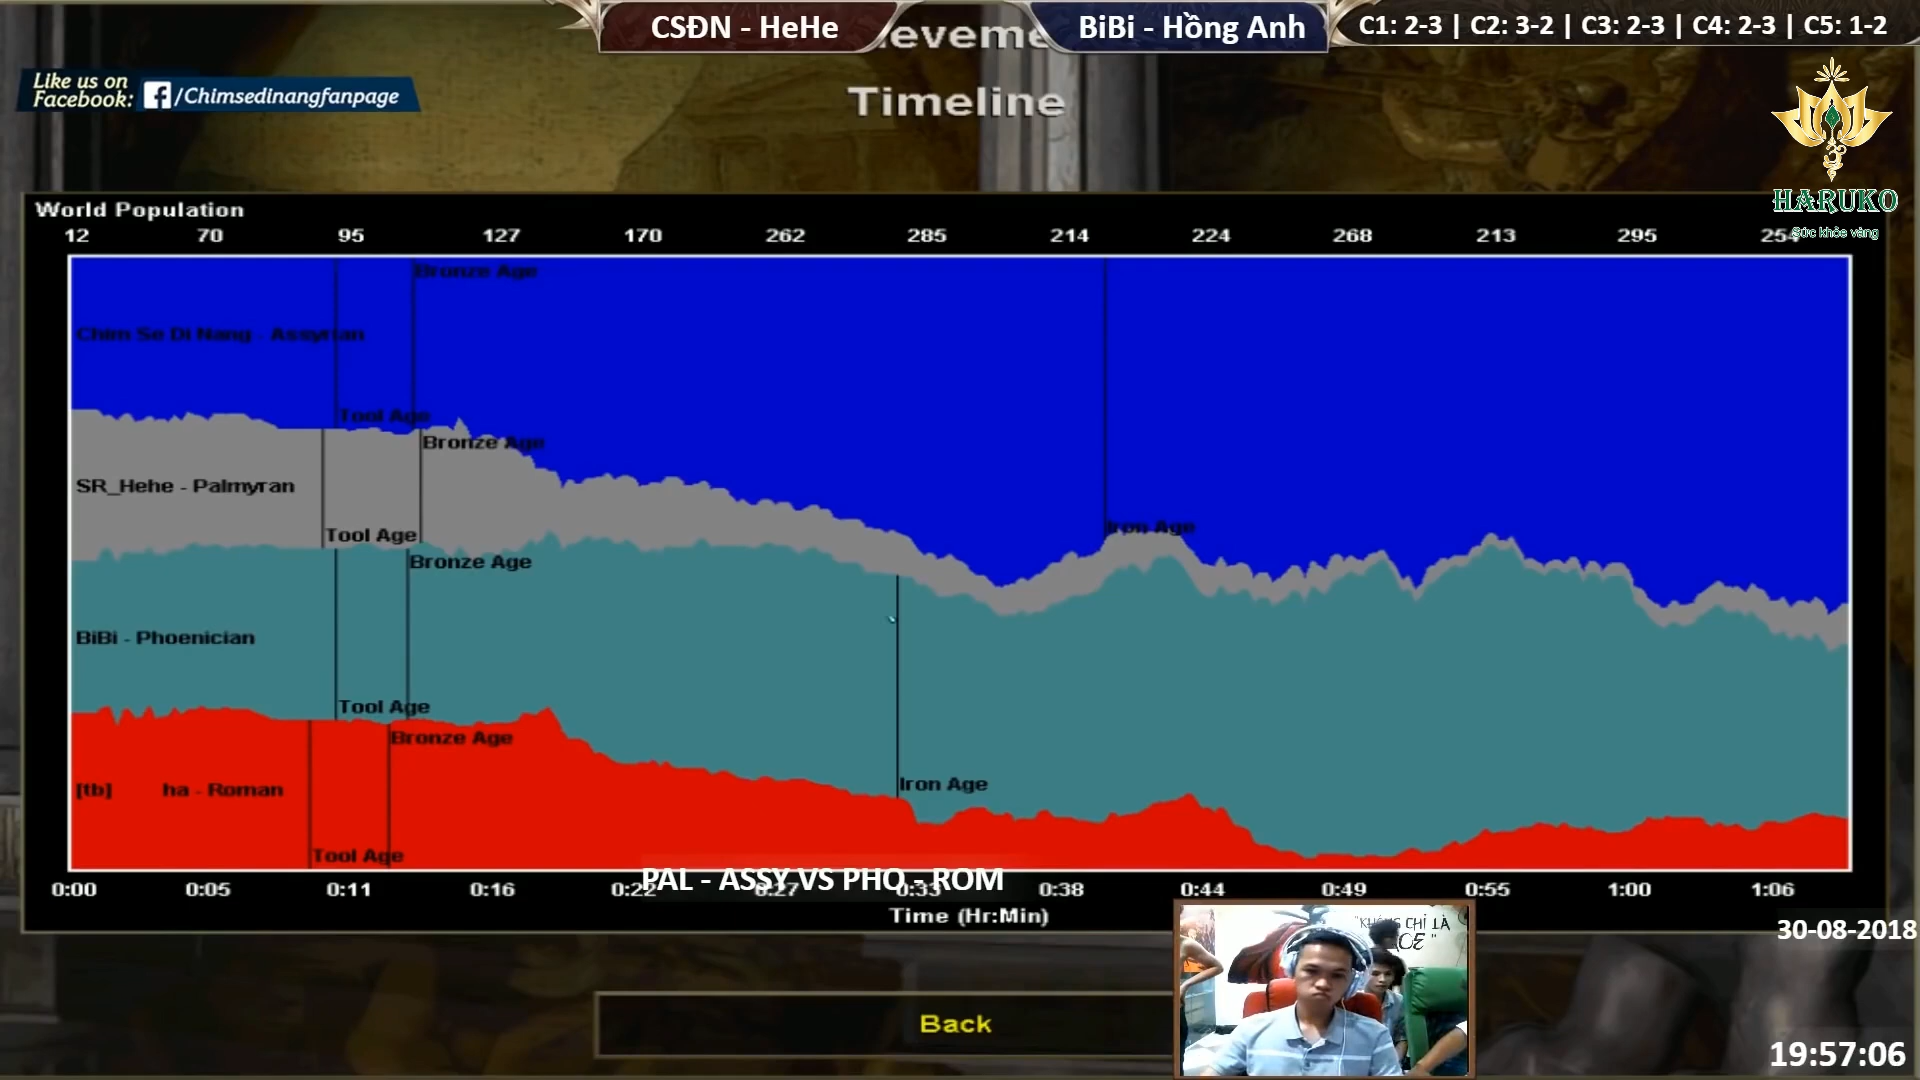 CSĐN - HeHe
BiBi - Hồng Anh
C1: 2-3 | C2: 3-2 | C3: 2-3 | C4: 2-3 | C5: 1-2
Like us on
Facebook: f/Chimsedinangfanpage
Timeline
HARUKO
Sức khỏe vàng
World Population
12 70 95 127 170 262 285 214 224 268 213 295 254
Bronze Age
Chim Se Di Nang - Assyrian
Tool Age
Bronze Age
SR_Hehe - Palmyran
Iron Age
Tool Age
Bronze Age
BiBi - Phoenician
Tool Age
Bronze Age
Iron Age
[tb] ha - Roman
Tool Age
PAL - ASSY VS PHO - ROM
0:00 0:05 0:11 0:16 0:22 0:27 0:33 0:38 0:44 0:49 0:55 1:00 1:06
Time (Hr:Min)
"KHÔNG CHỈ LÀ
AOE"
30-08-2018
Back
19:57:06